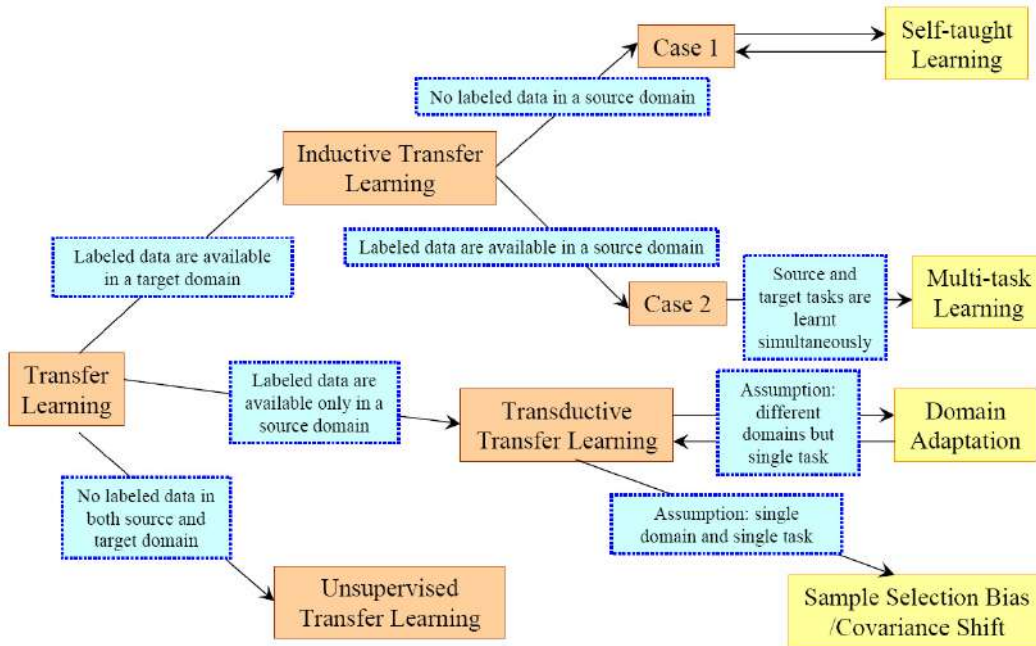 Case 1
Self-taught
Learning
No labeled data in a source domain
Inductive Transfer
Learning
Labeled data are available
in a target domain
Labeled data are available in a source domain
Case 2
Source and
target tasks are
learnt
simultaneously
Multi-task
Learning
Transfer
Learning
Labeled data are
available only in a
source domain
Transductive
Transfer Learning
Assumption:
different
domains but
single task
Domain
Adaptation
No labeled data in
both source and
target domain
Assumption: single
domain and single task
Unsupervised
Transfer Learning
Sample Selection Bias
/Covariance Shift